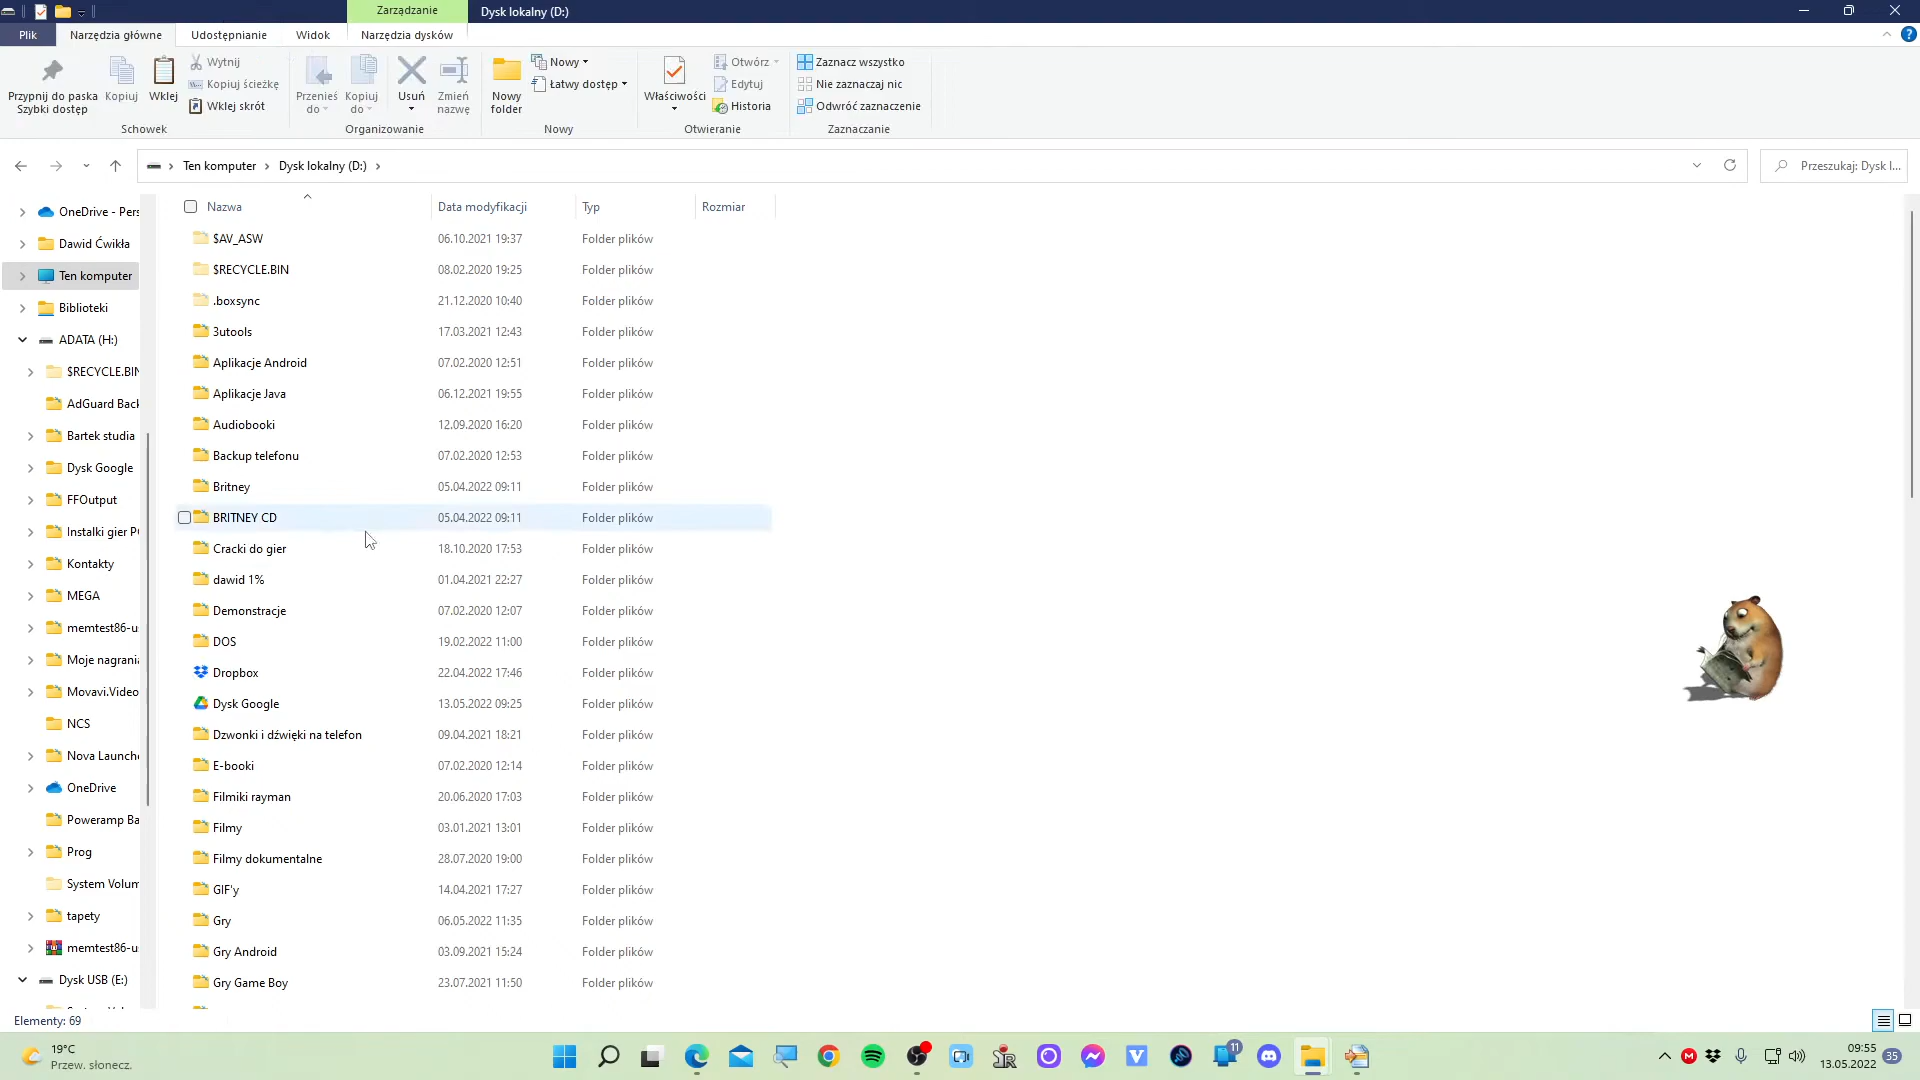 Zarządzanie
Dysk lokalny (D:)
Plik
Narzędzia główne
Udostępnianie
Widok
Narzędzia dysków
Przypnij do paska
Szybki dostęp
Kopiuj
Wklej
Wytnij
Kopiuj ścieżkę
Wklej skrót
Schowek
Przenieś
do
Kopiuj
do
Usuń
Zmień
nazwę
Organizowanie
Nowy
folder
Nowy
Łatwy dostęp
Nowy
Właściwości
Otwórz
Edytuj
Historia
Otwieranie
Zaznacz wszystko
Nie zaznaczaj nic
Odwróć zaznaczenie
Zaznaczanie
Ten komputer
Dysk lokalny (D:)
Przeszukaj: Dysk l...
OneDrive - Pers
Dawid Ćwikła
Ten komputer
Biblioteki
ADATA (H:)
$RECYCLE.BIN
AdGuard Back
Bartek studia
Dysk Google
FFOutput
Instalki gier P
Kontakty
MEGA
memtest86-u
Moje nagrani
Movavi.Video
NCS
Nova Launch
OneDrive
Poweramp Ba
Prog
System Volum
tapety
memtest86-u
Dysk USB (E:)
Nazwa Data modyfikacji Typ Rozmiar
$AV_ASW 06.10.2021 19:37 Folder plików
$RECYCLE.BIN 08.02.2020 19:25 Folder plików
.boxsync 21.12.2020 10:40 Folder plików
3utools 17.03.2021 12:43 Folder plików
Aplikacje Android 07.02.2020 12:51 Folder plików
Aplikacje Java 06.12.2021 19:55 Folder plików
Audiobooki 12.09.2020 16:20 Folder plików
Backup telefonu 07.02.2020 12:53 Folder plików
Britney 05.04.2022 09:11 Folder plików
BRITNEY CD 05.04.2022 09:11 Folder plików
Cracki do gier 18.10.2020 17:53 Folder plików
dawid 1% 01.04.2021 22:27 Folder plików
Demonstracje 07.02.2020 12:07 Folder plików
DOS 19.02.2022 11:00 Folder plików
Dropbox 22.04.2022 17:46 Folder plików
Dysk Google 13.05.2022 09:25 Folder plików
Dzwonki i dźwięki na telefon 09.04.2021 18:21 Folder plików
E-booki 07.02.2020 12:14 Folder plików
Filmiki rayman 20.06.2020 17:03 Folder plików
Filmy 03.01.2021 13:01 Folder plików
Filmy dokumentalne 28.07.2020 19:00 Folder plików
GIF'y 14.04.2021 17:27 Folder plików
Gry 06.05.2022 11:35 Folder plików
Gry Android 03.09.2021 15:24 Folder plików
Gry Game Boy 23.07.2021 11:50 Folder plików
Elementy: 69
19°C
Przew. słonecz.
11
09:55
13.05.2022
35